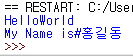 == RESTART: C:/User
HelloWorld
My Name is#홍길동
>>>